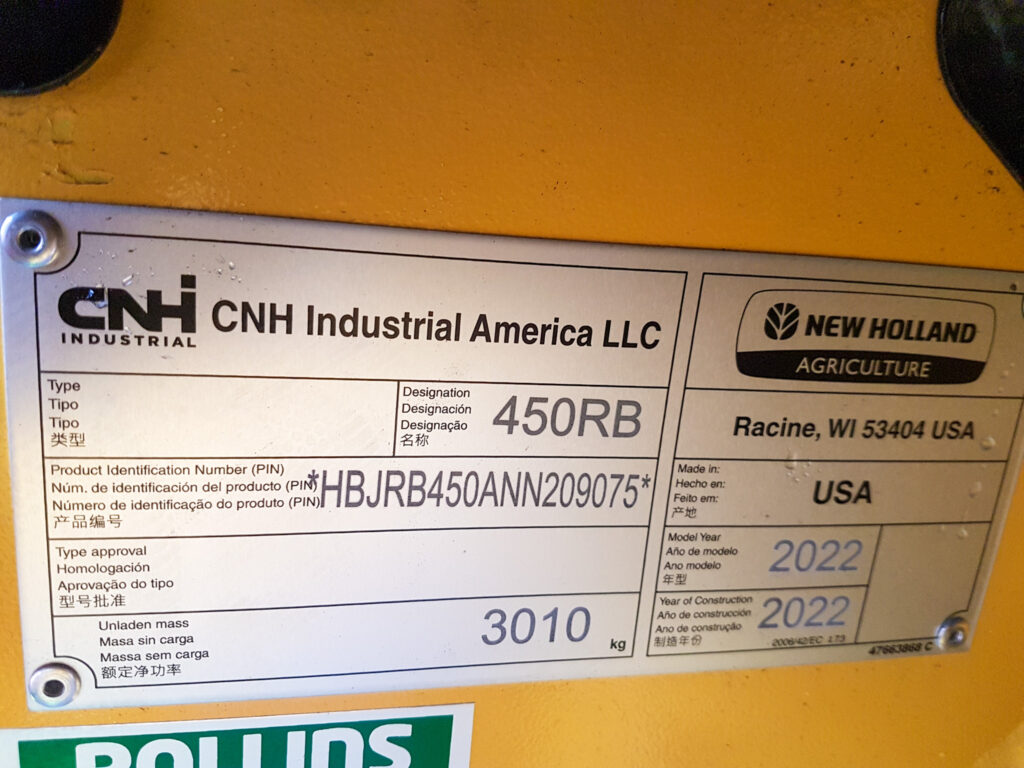 CNH
INDUSTRIAL
CNH Industrial America LLC
Type
Tipo
Tipo
类型
Designation
Designación
Designação
名称
450RB
Product Identification Number (PIN)
Núm. de identificación del producto (PIN)
Número de identificação do produto (PIN)
产品编号
*HBJRB450ANN209075*
Type approval
Homologación
Aprovação do tipo
型号批准
Unladen mass
Masa sin carga
Massa sem carga
额定净功率
3010
kg
NEW HOLLAND
AGRICULTURE
Racine, WI 53404 USA
Made in:
Hecho en:
Feito em:
产地
USA
Model Year
Año de modelo
Ano modelo
年型
2022
Year of Construction
Año de construcción
Ano de construção
制造年份
2022
2006/42/EC LT3
47663868 C
ROLLINS